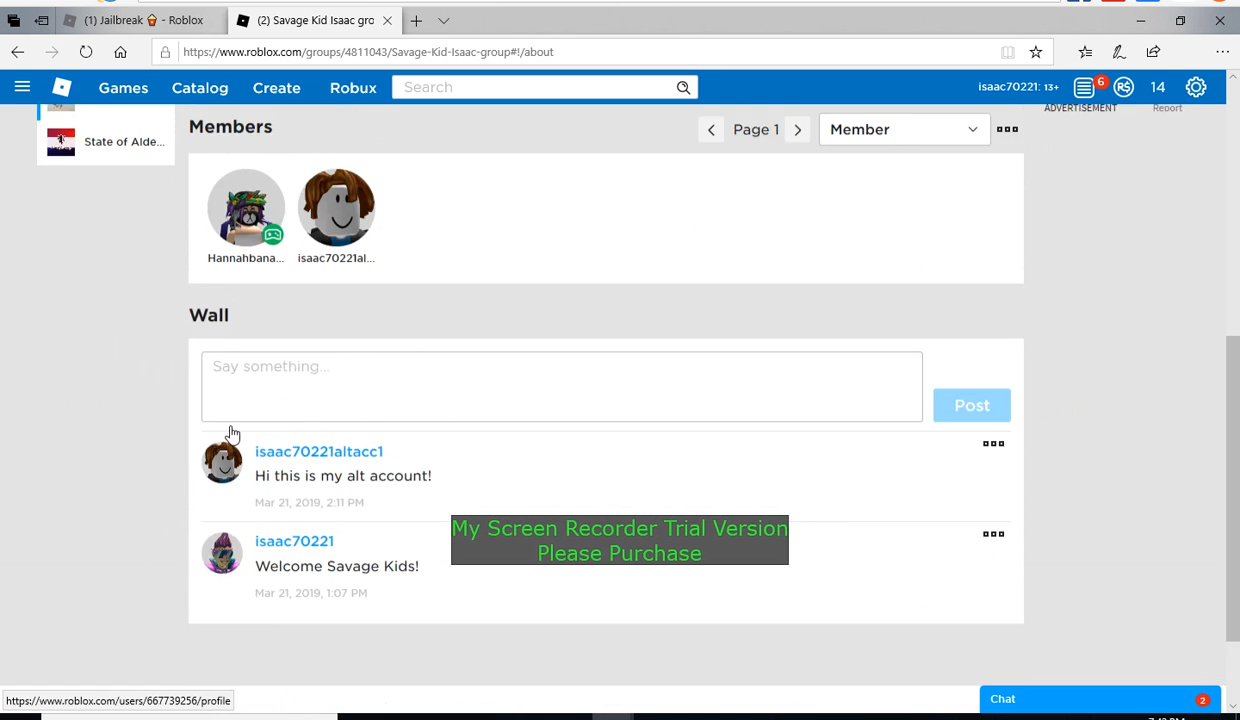 (1) Jailbreak - Roblox
(2) Savage Kid Isaac gro
https://www.roblox.com/groups/4811043/Savage-Kid-Isaac-group#!/about
Games
Catalog
Create
Robux
Search
isaac70221: 13+
6
R$
14
ADVERTISEMENT
Report
State of Alde...
Members
Page 1
Member
Hannahbana...
isaac70221al...
Wall
Say something...
Post
isaac70221altacc1
Hi this is my alt account!
Mar 21, 2019, 2:11 PM
My Screen Recorder Trial Version
Please Purchase
isaac70221
Welcome Savage Kids!
Mar 21, 2019, 1:07 PM
https://www.roblox.com/users/667739256/profile
Chat
2